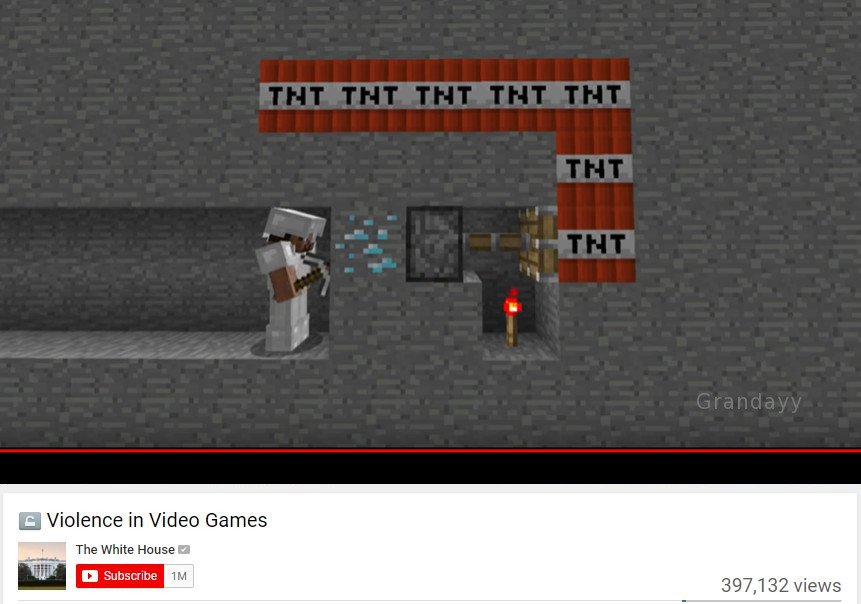 TNT TNT TNT TNT TNT
TNT
TNT
Grandayy
Violence in Video Games
The White House
Subscribe 1M
397,132 views